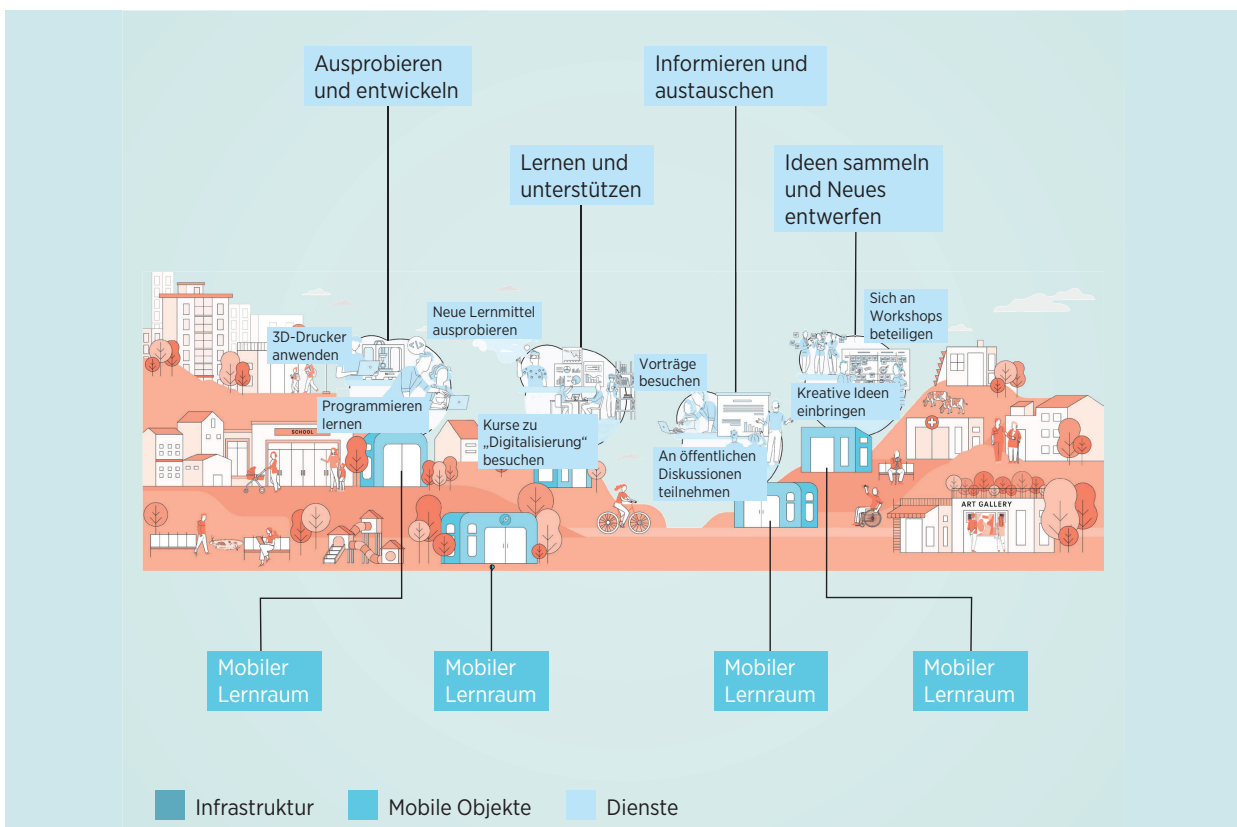 Ausprobieren
und entwickeln
Informieren und
austauschen
Lernen und
unterstützen
Ideen sammeln
und Neues
entwerfen
Neue Lernmittel
ausprobieren
Sich an
Workshops
beteiligen
3D-Drucker
anwenden
Vorträge
besuchen
Kreative Ideen
einbringen
Programmieren
lernen
Kurse zu
„Digitalisierung“
besuchen
An öffentlichen
Diskussionen
teilnehmen
SCHOOL
ART GALLERY
Mobiler
Lernraum
Mobiler
Lernraum
Mobiler
Lernraum
Mobiler
Lernraum
Infrastruktur
Mobile Objekte
Dienste